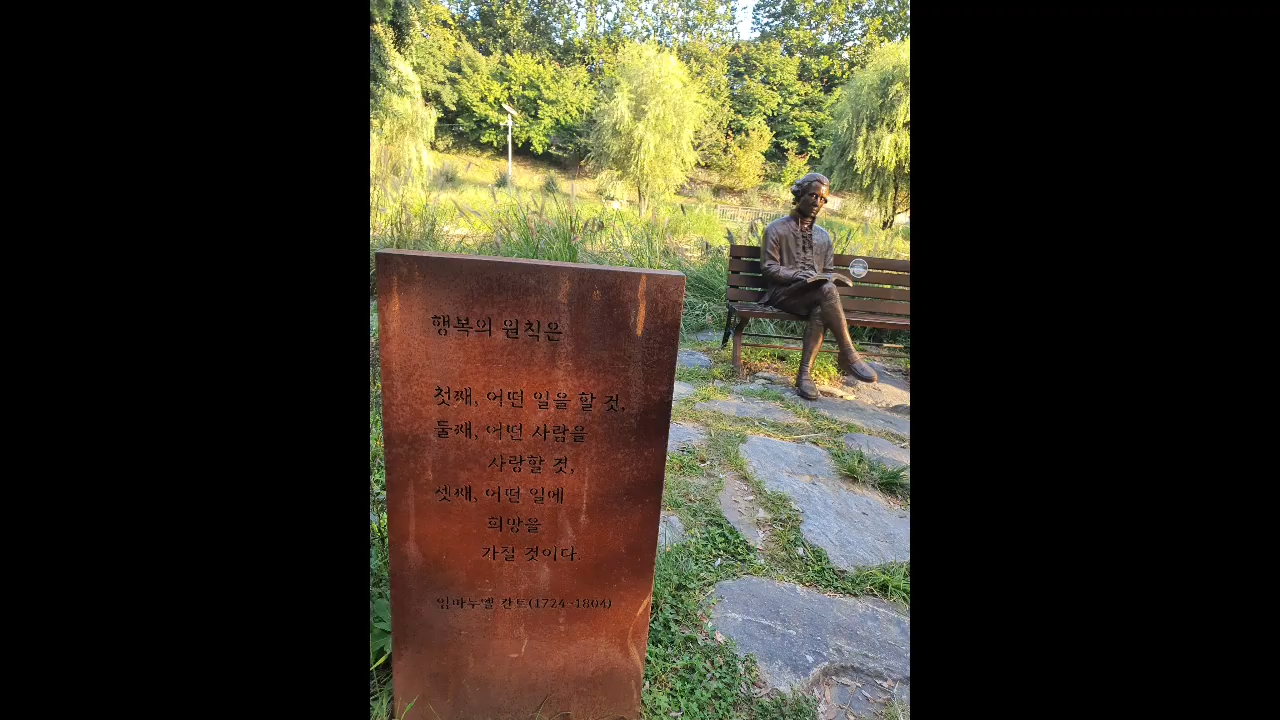 행복의 원칙은
첫째, 어떤 일을 할 것,
둘째, 어떤 사람을
사랑할 것,
셋째, 어떤 일에
희망을
가질 것이다.
임마누엘 칸트(1724~1804)